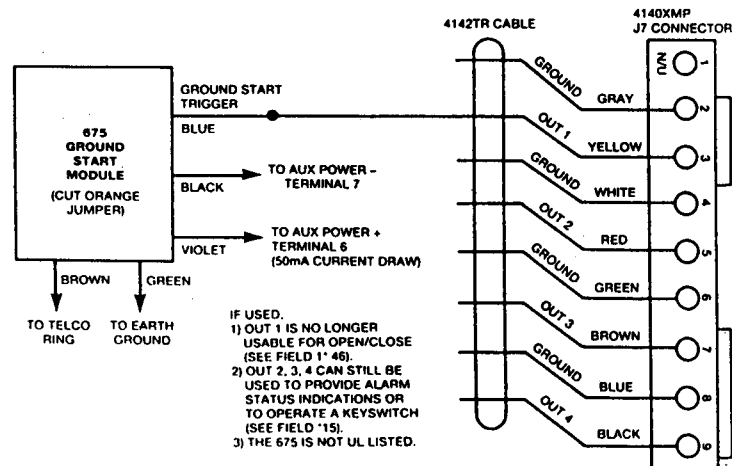 4142TR CABLE
4140XMP
J7 CONNECTOR
GROUND START
TRIGGER
BLUE
675
GROUND
START
MODULE
(CUT ORANGE
JUMPER)
BLACK
TO AUX POWER –
TERMINAL 7
VIOLET
TO AUX POWER +
TERMINAL 6
(50mA CURRENT DRAW)
BROWN
GREEN
TO TELCO
RING
TO EARTH
GROUND
IF USED.
1) OUT 1 IS NO LONGER
USABLE FOR OPEN/CLOSE
(SEE FIELD 1* 46).
2) OUT 2, 3, 4 CAN STILL BE
USED TO PROVIDE ALARM
STATUS INDICATIONS OR
TO OPERATE A KEYSWITCH
(SEE FIELD *15).
3) THE 675 IS NOT UL LISTED.
N/U
1
GROUND
GRAY
2
OUT 1
YELLOW
3
GROUND
WHITE
4
OUT 2
RED
5
GROUND
GREEN
6
OUT 3
BROWN
7
GROUND
BLUE
8
OUT 4
BLACK
9